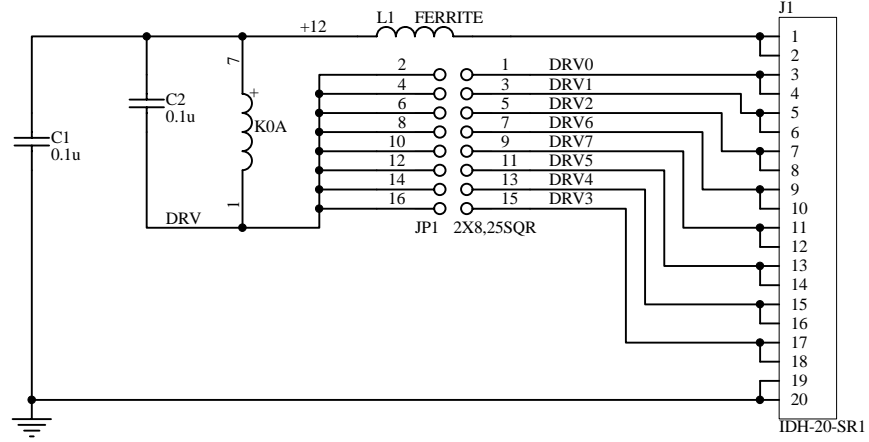 J1
L1 FERRITE
+12
1
2
2 1 DRV0 3
4 3 DRV1 4
6 5 DRV2 5
8 7 DRV6 6
10 9 DRV7 7
12 11 DRV5 8
14 13 DRV4 9
16 15 DRV3 10
JP1 2X8,25SQR
11
12
13
14
15
16
17
18
19
20
IDH-20-SR1
7
+
K0A
1
C2
0.1u
C1
0.1u
DRV